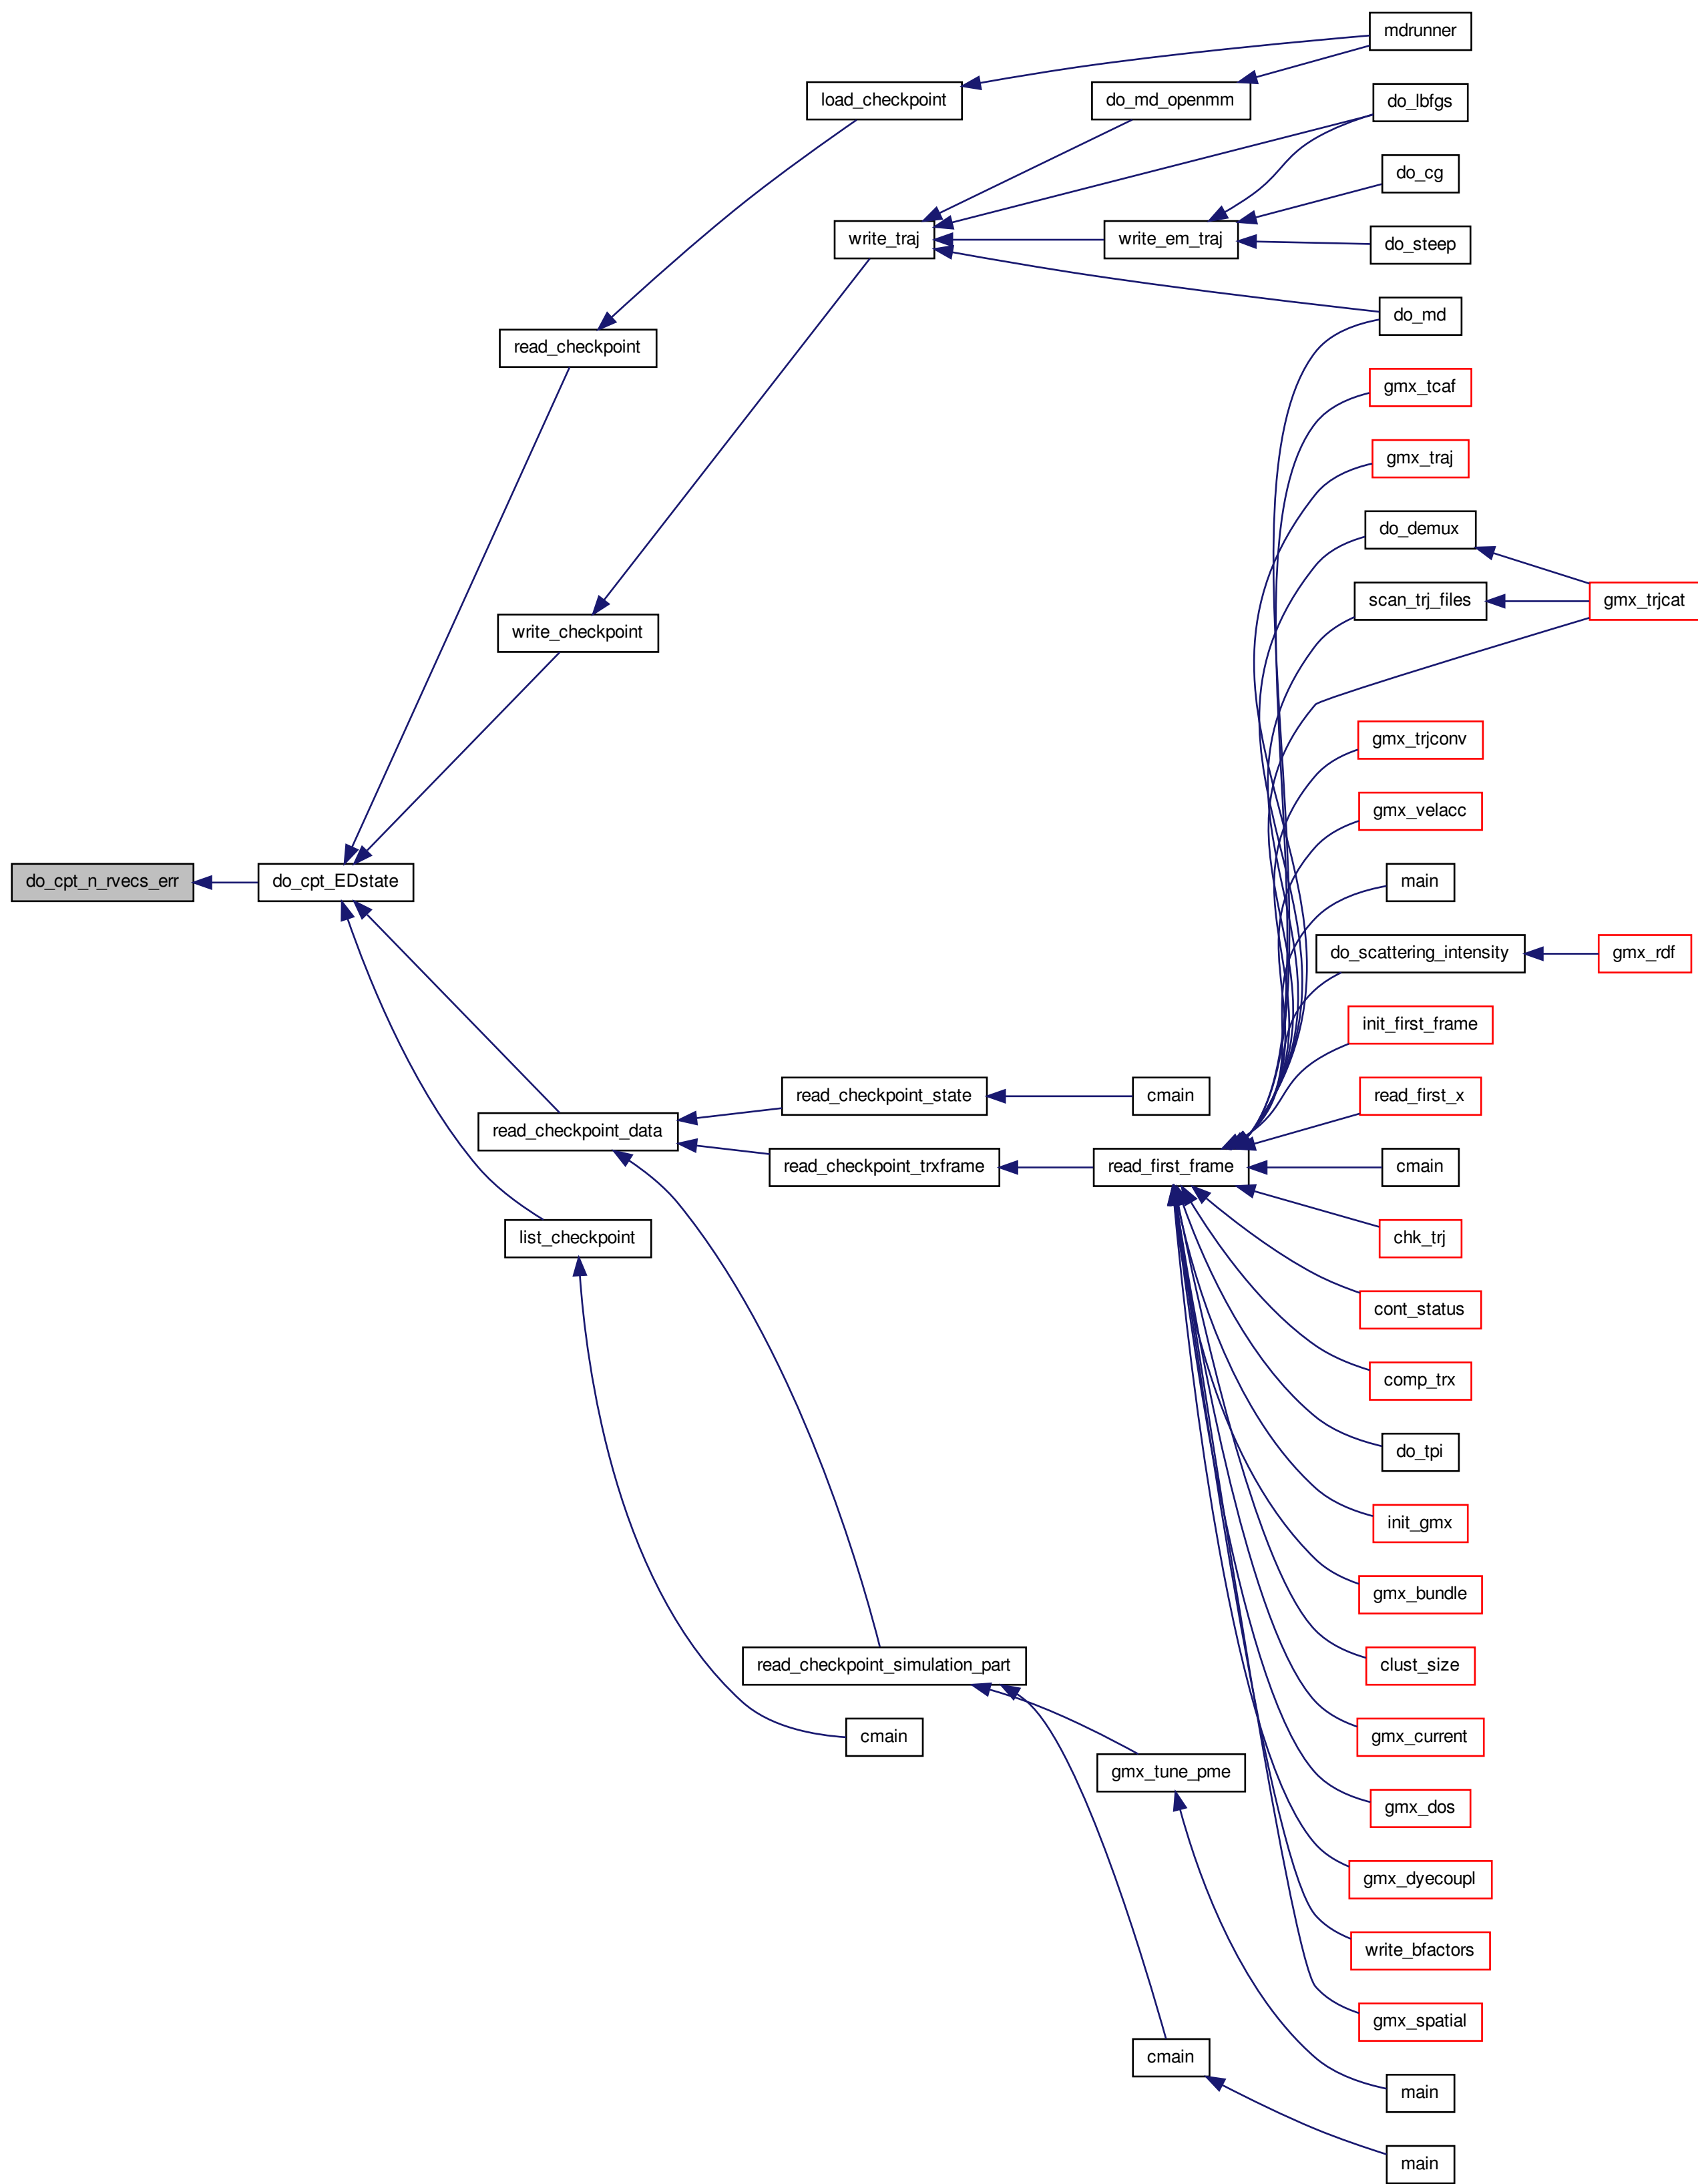 mdrunner
load_checkpoint
do_md_openmm
do_lbfgs
do_cg
write_traj
write_em_traj
do_steep
do_md
read_checkpoint
gmx_tcaf
gmx_traj
do_demux
scan_trj_files
gmx_trjcat
write_checkpoint
gmx_trjconv
gmx_velacc
do_cpt_n_rvecs_err
do_cpt_EDstate
main
do_scattering_intensity
gmx_rdf
init_first_frame
read_checkpoint_state
cmain
read_first_x
read_checkpoint_data
read_checkpoint_trxframe
read_first_frame
cmain
list_checkpoint
chk_trj
cont_status
comp_trx
do_tpi
init_gmx
gmx_bundle
read_checkpoint_simulation_part
clust_size
cmain
gmx_current
gmx_tune_pme
gmx_dos
gmx_dyecoupl
write_bfactors
gmx_spatial
cmain
main
main